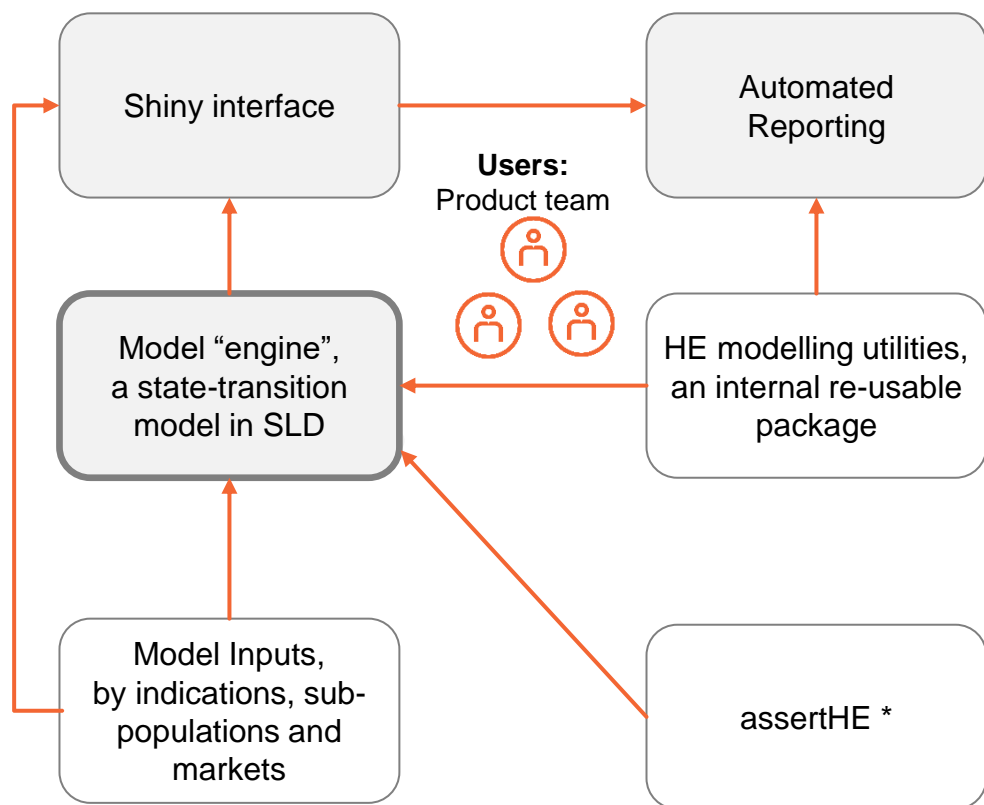 Shiny interface
Automated
Reporting
Users:
Product team
Model “engine”,
a state-transition
model in SLD
HE modelling utilities,
an internal re-usable
package
Model Inputs,
by indications, sub-
populations and
markets
assertHE *